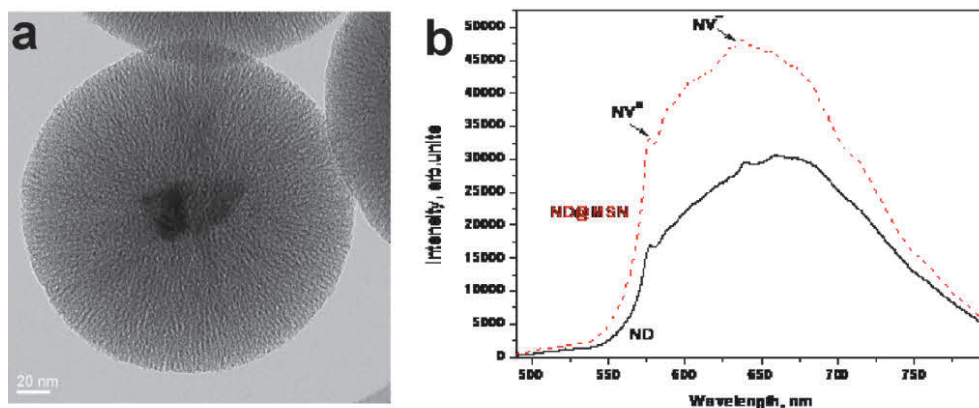 a
20 nm
b
50000
45000
40000
35000
30000
25000
20000
15000
10000
5000
0
Intensity, arb.units
NV⁻
NV⁰
ND@MSN
ND
500 550 600 650 700 750
Wavelength, nm